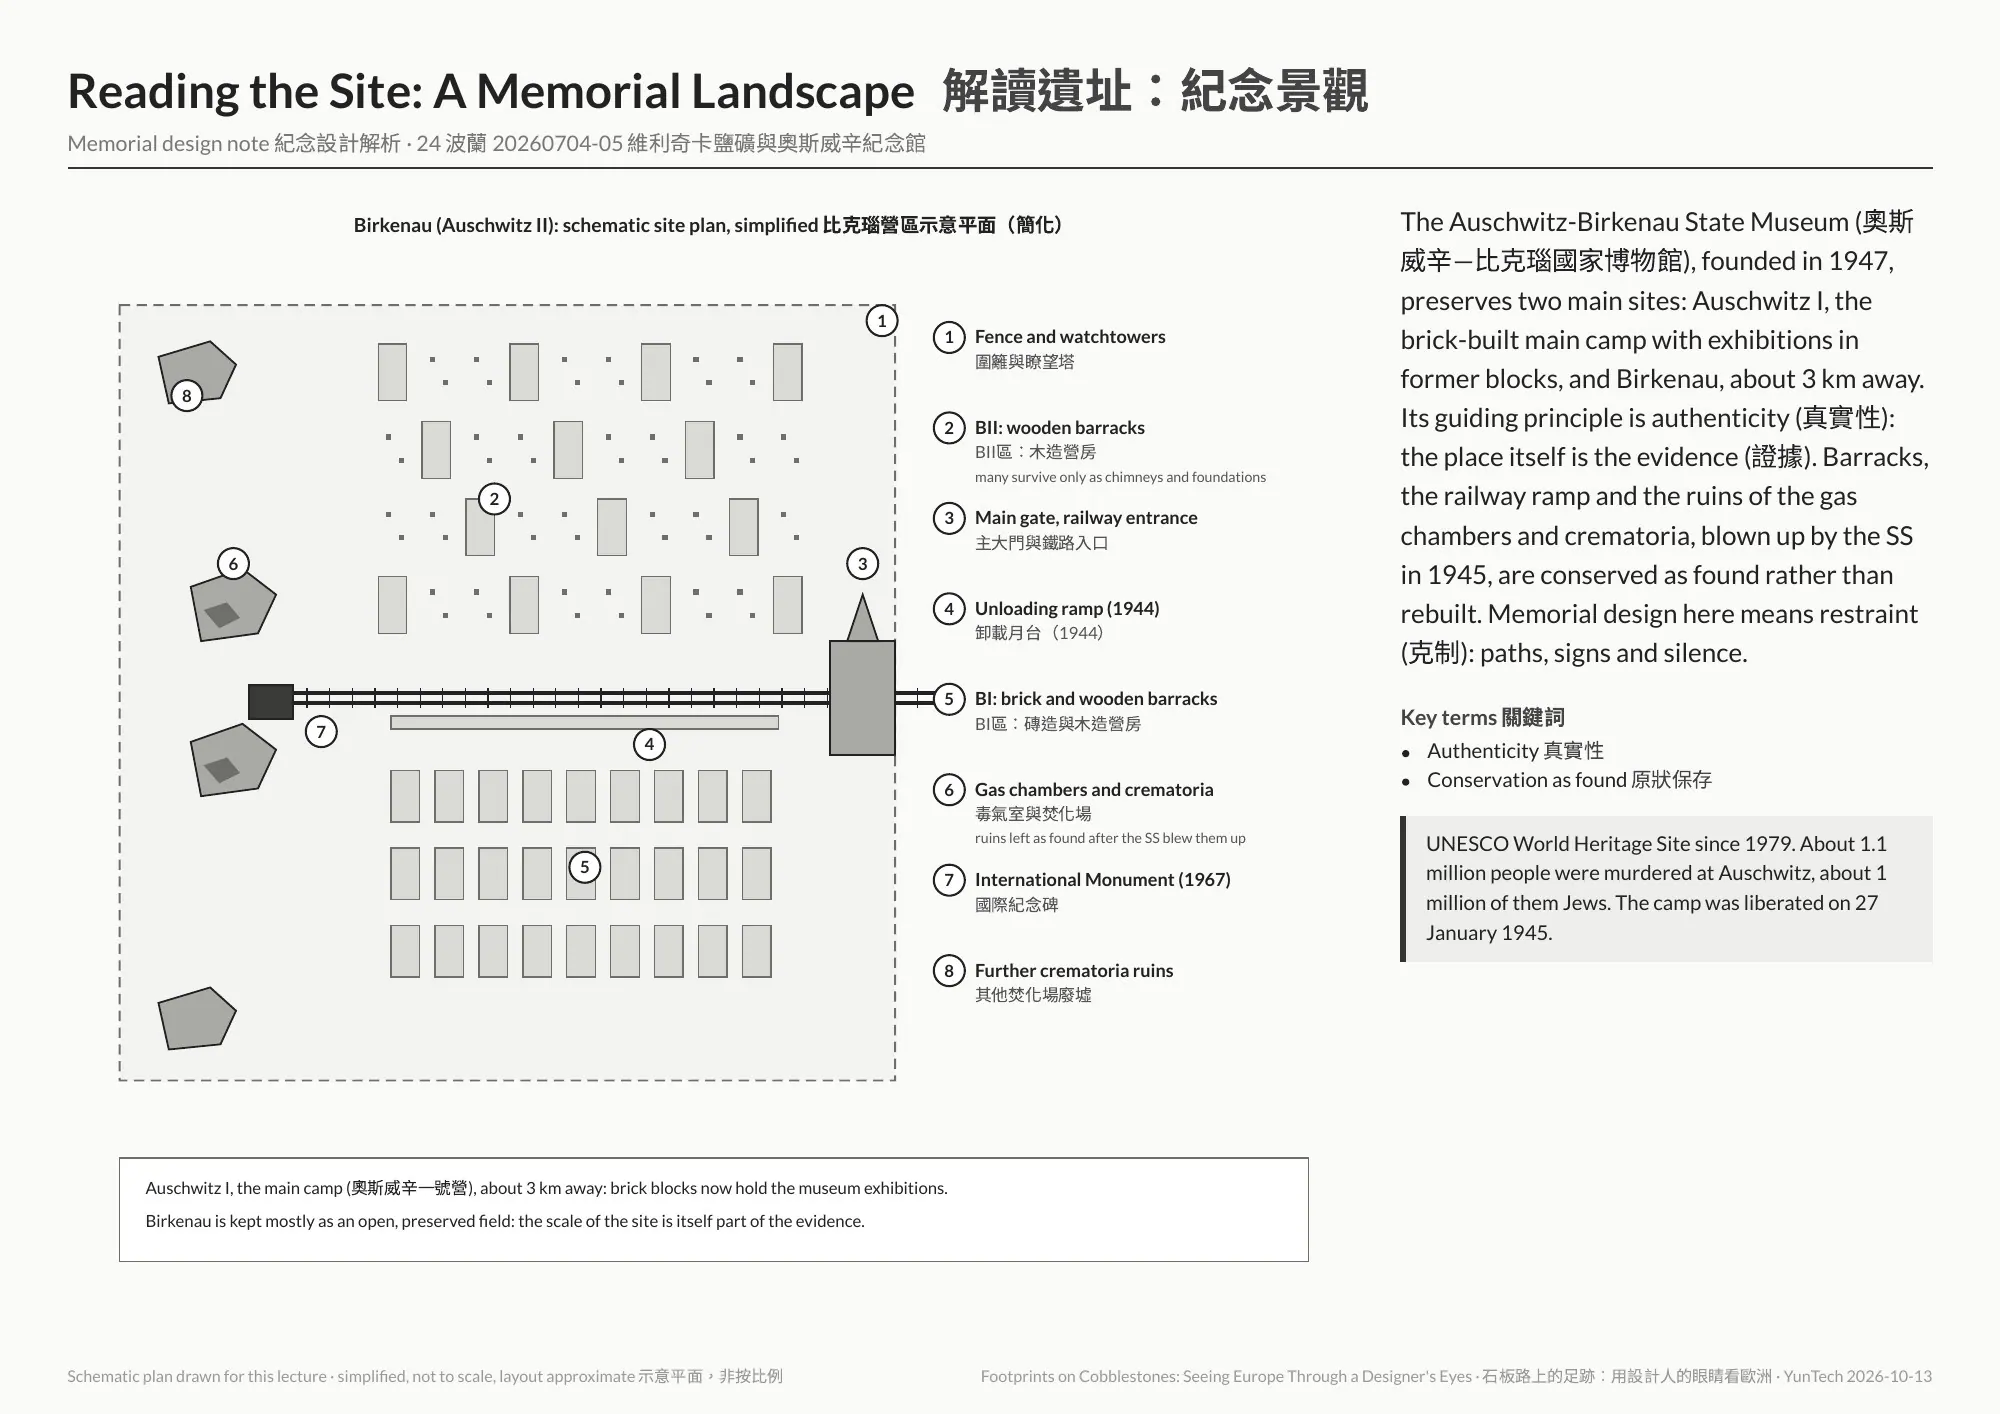 Reading the Site: A Memorial Landscape 解讀遺址：紀念景觀
Memorial design note 紀念設計解析 · 24 波蘭 20260704-05 維利奇卡鹽礦與奧斯威辛紀念館
Birkenau (Auschwitz II): schematic site plan, simplified 比克瑙營區示意平面（簡化）
1
8
2
6
3
7
4
5
1 Fence and watchtowers
圍籬與瞭望塔
2 BII: wooden barracks
BII區：木造營房
many survive only as chimneys and foundations
3 Main gate, railway entrance
主大門與鐵路入口
4 Unloading ramp (1944)
卸載月台（1944）
5 BI: brick and wooden barracks
BI區：磚造與木造營房
6 Gas chambers and crematoria
毒氣室與焚化場
ruins left as found after the SS blew them up
7 International Monument (1967)
國際紀念碑
8 Further crematoria ruins
其他焚化場廢墟
Auschwitz I, the main camp (奧斯威辛一號營), about 3 km away: brick blocks now hold the museum exhibitions.
Birkenau is kept mostly as an open, preserved field: the scale of the site is itself part of the evidence.
The Auschwitz-Birkenau State Museum (奧斯
威辛—比克瑙國家博物館), founded in 1947,
preserves two main sites: Auschwitz I, the
brick-built main camp with exhibitions in
former blocks, and Birkenau, about 3 km away.
Its guiding principle is authenticity (真實性):
the place itself is the evidence (證據). Barracks,
the railway ramp and the ruins of the gas
chambers and crematoria, blown up by the SS
in 1945, are conserved as found rather than
rebuilt. Memorial design here means restraint
(克制): paths, signs and silence.
Key terms 關鍵詞
• Authenticity 真實性
• Conservation as found 原狀保存
UNESCO World Heritage Site since 1979. About 1.1
million people were murdered at Auschwitz, about 1
million of them Jews. The camp was liberated on 27
January 1945.
Schematic plan drawn for this lecture · simplified, not to scale, layout approximate 示意平面，非按比例
Footprints on Cobblestones: Seeing Europe Through a Designer's Eyes · 石板路上的足跡：用設計人的眼睛看歐洲 · YunTech 2026-10-13